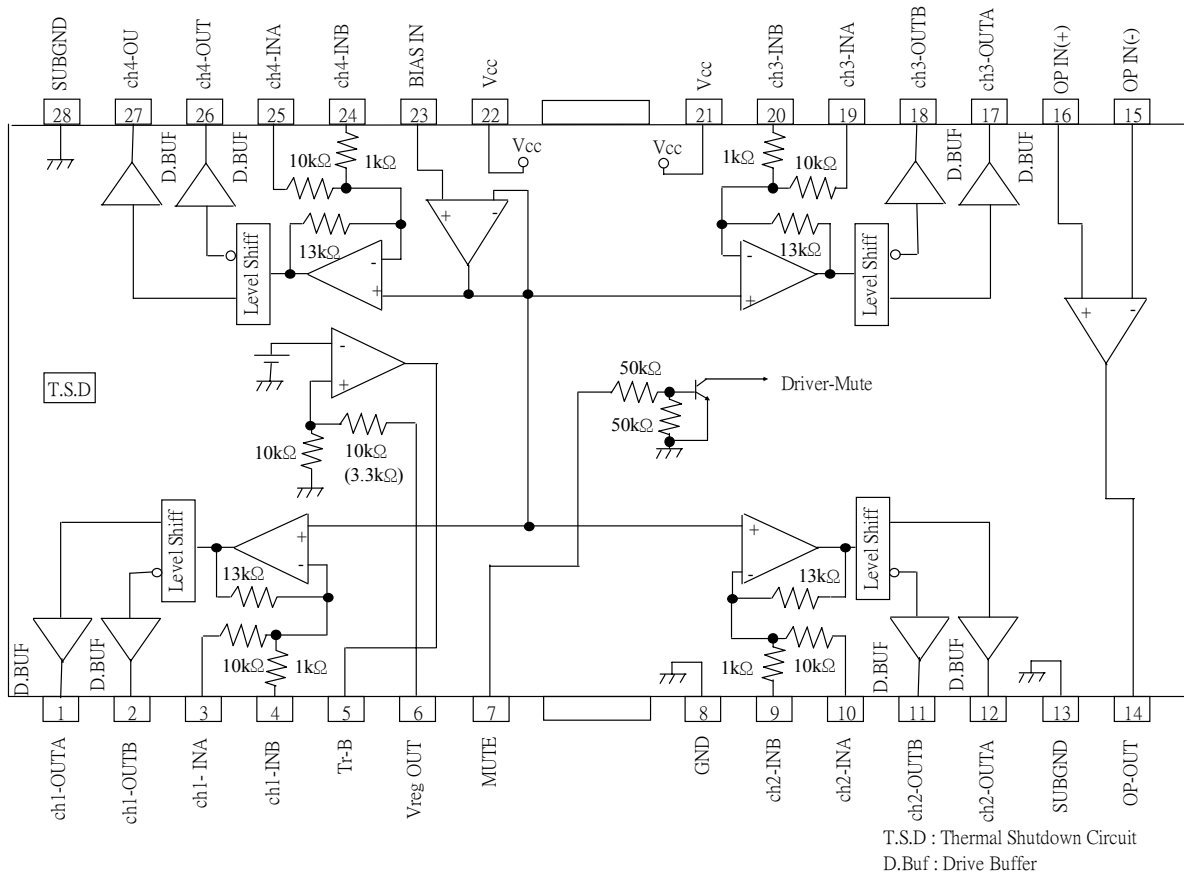 SUBGND
ch4-OU
ch4-OUT
ch4-INA
ch4-INB
BIAS IN
Vcc
Vcc
ch3-INB
ch3-INA
ch3-OUTB
ch3-OUTA
OP IN(+)
OP IN(-)
28
27
26
25
24
23
22
21
20
19
18
17
16
15
D.BUF
D.BUF
10kΩ
1kΩ
Vcc
Vcc
1kΩ
10kΩ
D.BUF
D.BUF
+
-
13kΩ
13kΩ
Level Shiff
-
+
-
+
Level Shiff
+
-
T.S.D
-
+
10kΩ
10kΩ
(3.3kΩ)
50kΩ
50kΩ
Driver-Mute
Level Shiff
+
-
13kΩ
10kΩ
1kΩ
+
-
13kΩ
1kΩ
10kΩ
Level Shiff
D.BUF
D.BUF
D.BUF
D.BUF
1
2
3
4
5
6
7
8
9
10
11
12
13
14
ch1-OUTA
ch1-OUTB
ch1- INA
ch1-INB
Tr-B
Vreg OUT
MUTE
GND
ch2-INB
ch2-INA
ch2-OUTB
ch2-OUTA
SUBGND
OP-OUT
T.S.D : Thermal Shutdown Circuit
D.Buf : Drive Buffer